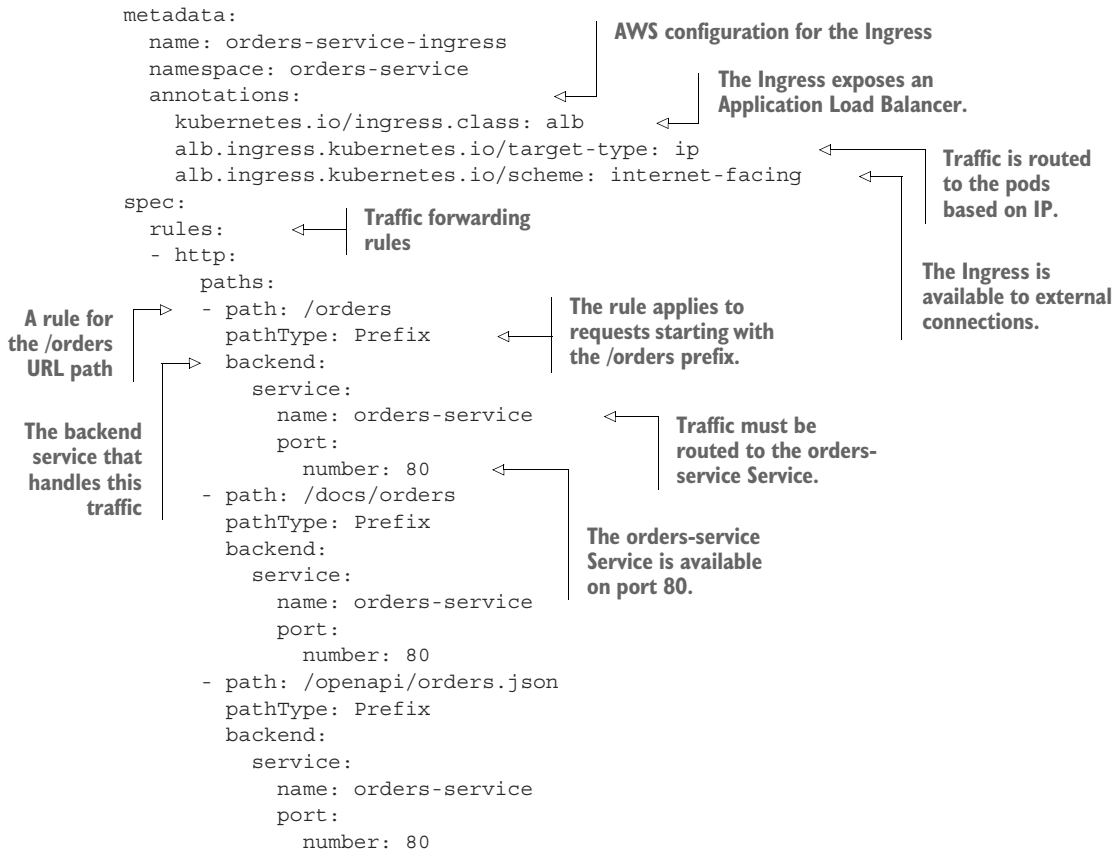 metadata:
  name: orders-service-ingress
  namespace: orders-service
  annotations:
    kubernetes.io/ingress.class: alb
    alb.ingress.kubernetes.io/target-type: ip
    alb.ingress.kubernetes.io/scheme: internet-facing
spec:
  rules:
  - http:
      paths:
      - path: /orders
        pathType: Prefix
        backend:
          service:
            name: orders-service
            port:
              number: 80
      - path: /docs/orders
        pathType: Prefix
        backend:
          service:
            name: orders-service
            port:
              number: 80
      - path: /openapi/orders.json
        pathType: Prefix
        backend:
          service:
            name: orders-service
            port:
              number: 80
AWS configuration for the Ingress
The Ingress exposes an
Application Load Balancer.
Traffic is routed
to the pods
based on IP.
The Ingress is
available to external
connections.
Traffic forwarding
rules
A rule for
the /orders
URL path
The rule applies to
requests starting with
the /orders prefix.
The backend
service that
handles this
traffic
Traffic must be
routed to the orders-
service Service.
The orders-service
Service is available
on port 80.